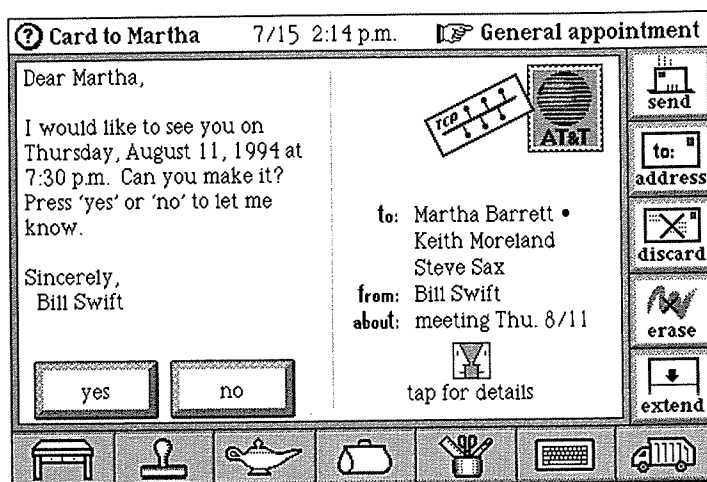 ? Card to Martha 7/15 2:14 p.m. General appointment
Dear Martha,
I would like to see you on
Thursday, August 11, 1994 at
7:30 p.m. Can you make it?
Press 'yes' or 'no' to let me
know.
Sincerely,
Bill Swift
yes
no
TCD
AT&T
to: Martha Barrett •
Keith Moreland
Steve Sax
from: Bill Swift
about: meeting Thu. 8/11
tap for details
send
to:
address
discard
erase
extend